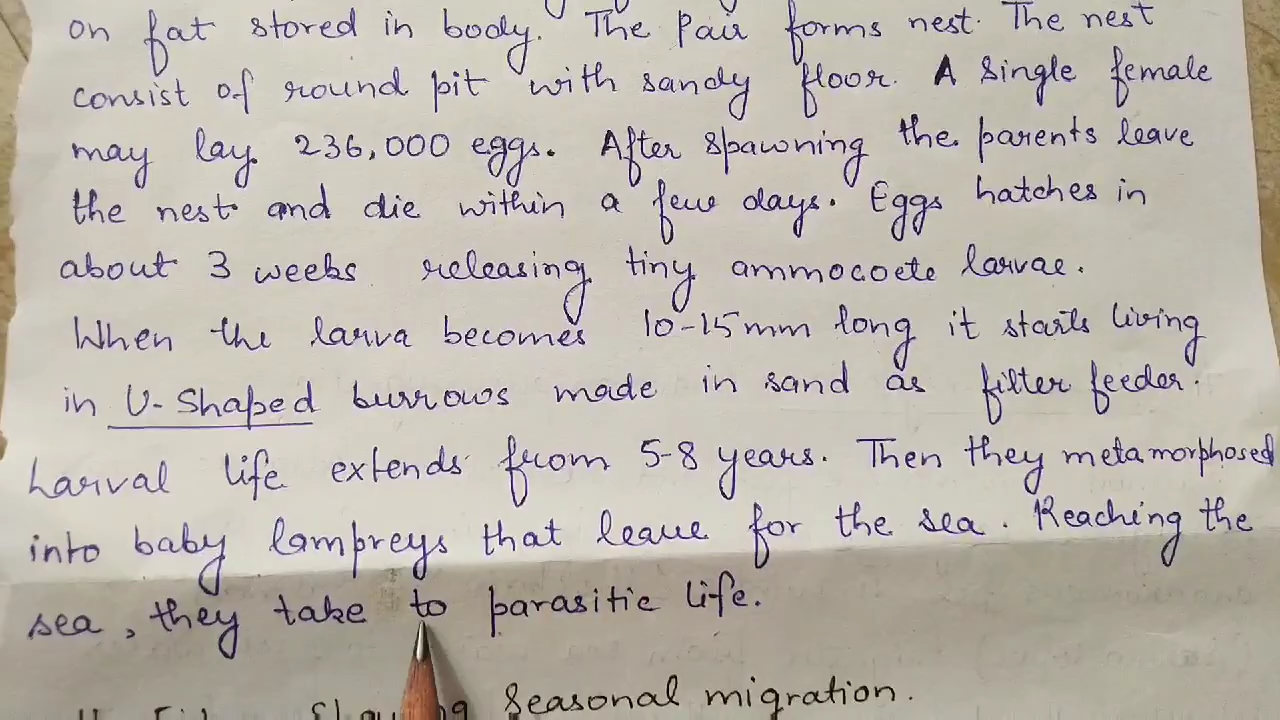 on fat stored in body. The pair forms nest. The nest
consist of round pit with sandy floor. A single female
may lay 236,000 eggs. After spawning the parents leave
the nest and die within a few days. Eggs hatches in
about 3 weeks releasing tiny ammocoete larvae.
When the larva becomes 10-15mm long it starts living
in U-Shaped burrows made in sand as filter feeder.
Larval life extends from 5-8 years. Then they metamorphosed
into baby lampreys that leave for the sea. Reaching the
sea, they take to parasitic life.
Seasonal migration.